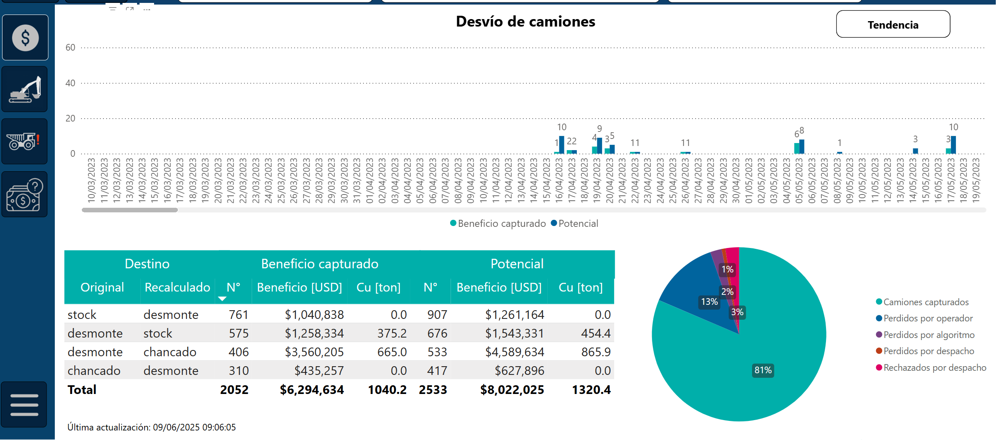 Desvío de camiones
Tendencia
60
40
20
0
1 10 22 4 9 3 5 11 11 6 8 1 3 3 10
10/03/2023 11/03/2023 12/03/2023 13/03/2023 14/03/2023 15/03/2023 16/03/2023 17/03/2023 18/03/2023 19/03/2023 20/03/2023 21/03/2023 22/03/2023 23/03/2023 24/03/2023 25/03/2023 26/03/2023 27/03/2023 28/03/2023 29/03/2023 30/03/2023 31/03/2023 01/04/2023 02/04/2023 03/04/2023 04/04/2023 05/04/2023 06/04/2023 07/04/2023 08/04/2023 09/04/2023 10/04/2023 11/04/2023 12/04/2023 13/04/2023 14/04/2023 15/04/2023 16/04/2023 17/04/2023 18/04/2023 19/04/2023 20/04/2023 21/04/2023 22/04/2023 23/04/2023 24/04/2023 25/04/2023 26/04/2023 27/04/2023 28/04/2023 29/04/2023 30/04/2023 01/05/2023 02/05/2023 03/05/2023 04/05/2023 05/05/2023 06/05/2023 07/05/2023 08/05/2023 09/05/2023 10/05/2023 11/05/2023 12/05/2023 13/05/2023 14/05/2023 15/05/2023 16/05/2023 17/05/2023 18/05/2023 19/05/2023
Beneficio capturado Potencial
Destino Beneficio capturado Potencial
Original Recalculado N° Beneficio [USD] Cu [ton] N° Beneficio [USD] Cu [ton]
stock desmonte 761 $1,040,838 0.0 907 $1,261,164 0.0
desmonte stock 575 $1,258,334 375.2 676 $1,543,331 454.4
desmonte chancado 406 $3,560,205 665.0 533 $4,589,634 865.9
chancado desmonte 310 $435,257 0.0 417 $627,896 0.0
Total 2052 $6,294,634 1040.2 2533 $8,022,025 1320.4
1%
2%
13%
3%
81%
Camiones capturados
Perdidos por operador
Perdidos por algoritmo
Perdidos por despacho
Rechazados por despacho
Última actualización: 09/06/2025 09:06:05